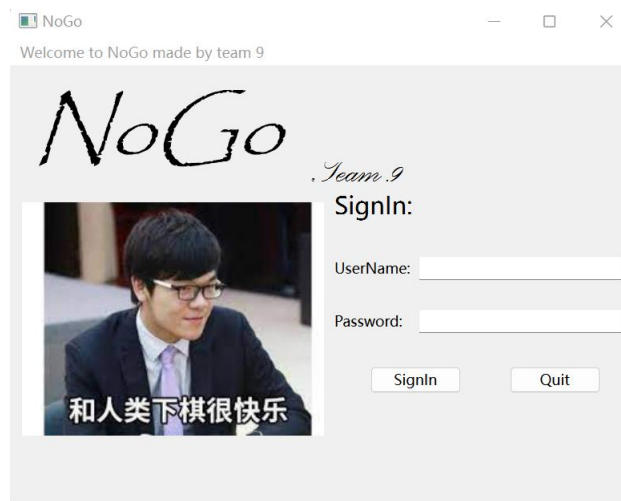 NoGo
Welcome to NoGo made by team 9
NoGo
. Team 9
SignIn:
UserName:
Password:
和人类下棋很快乐
SignIn
Quit